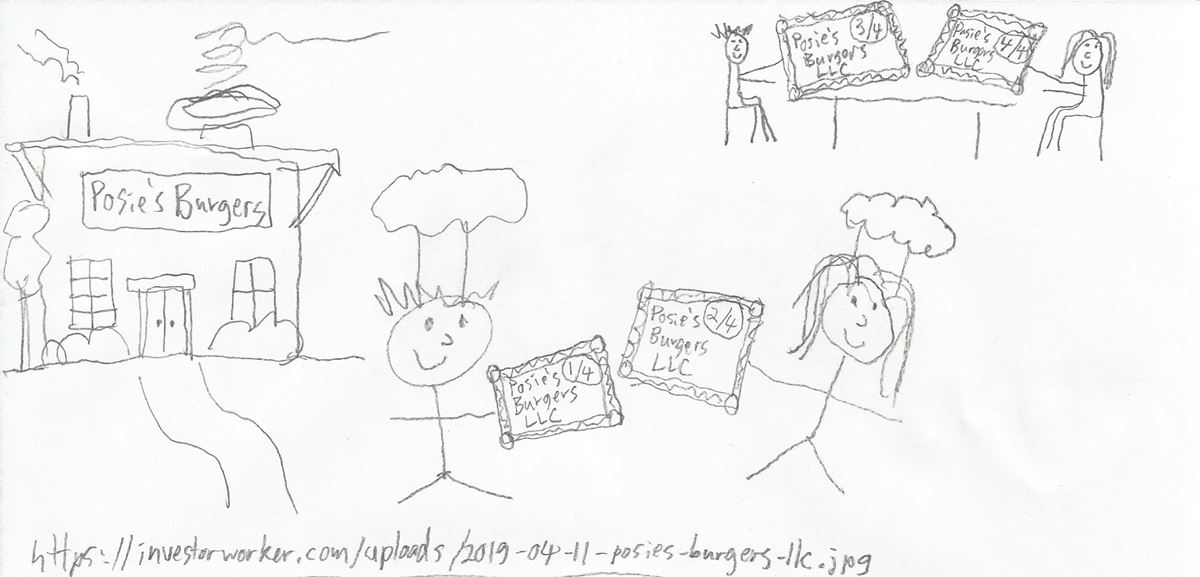 Posie's
Burgers
LLC
3/4
Posie's
Burgers
LLC
4/4
Posie's Burgers
Posie's
Burgers
LLC
1/4
Posie's
Burgers
LLC
2/4
https://investorworker.com/uploads/2019-04-11-posies-burgers-llc.jpg